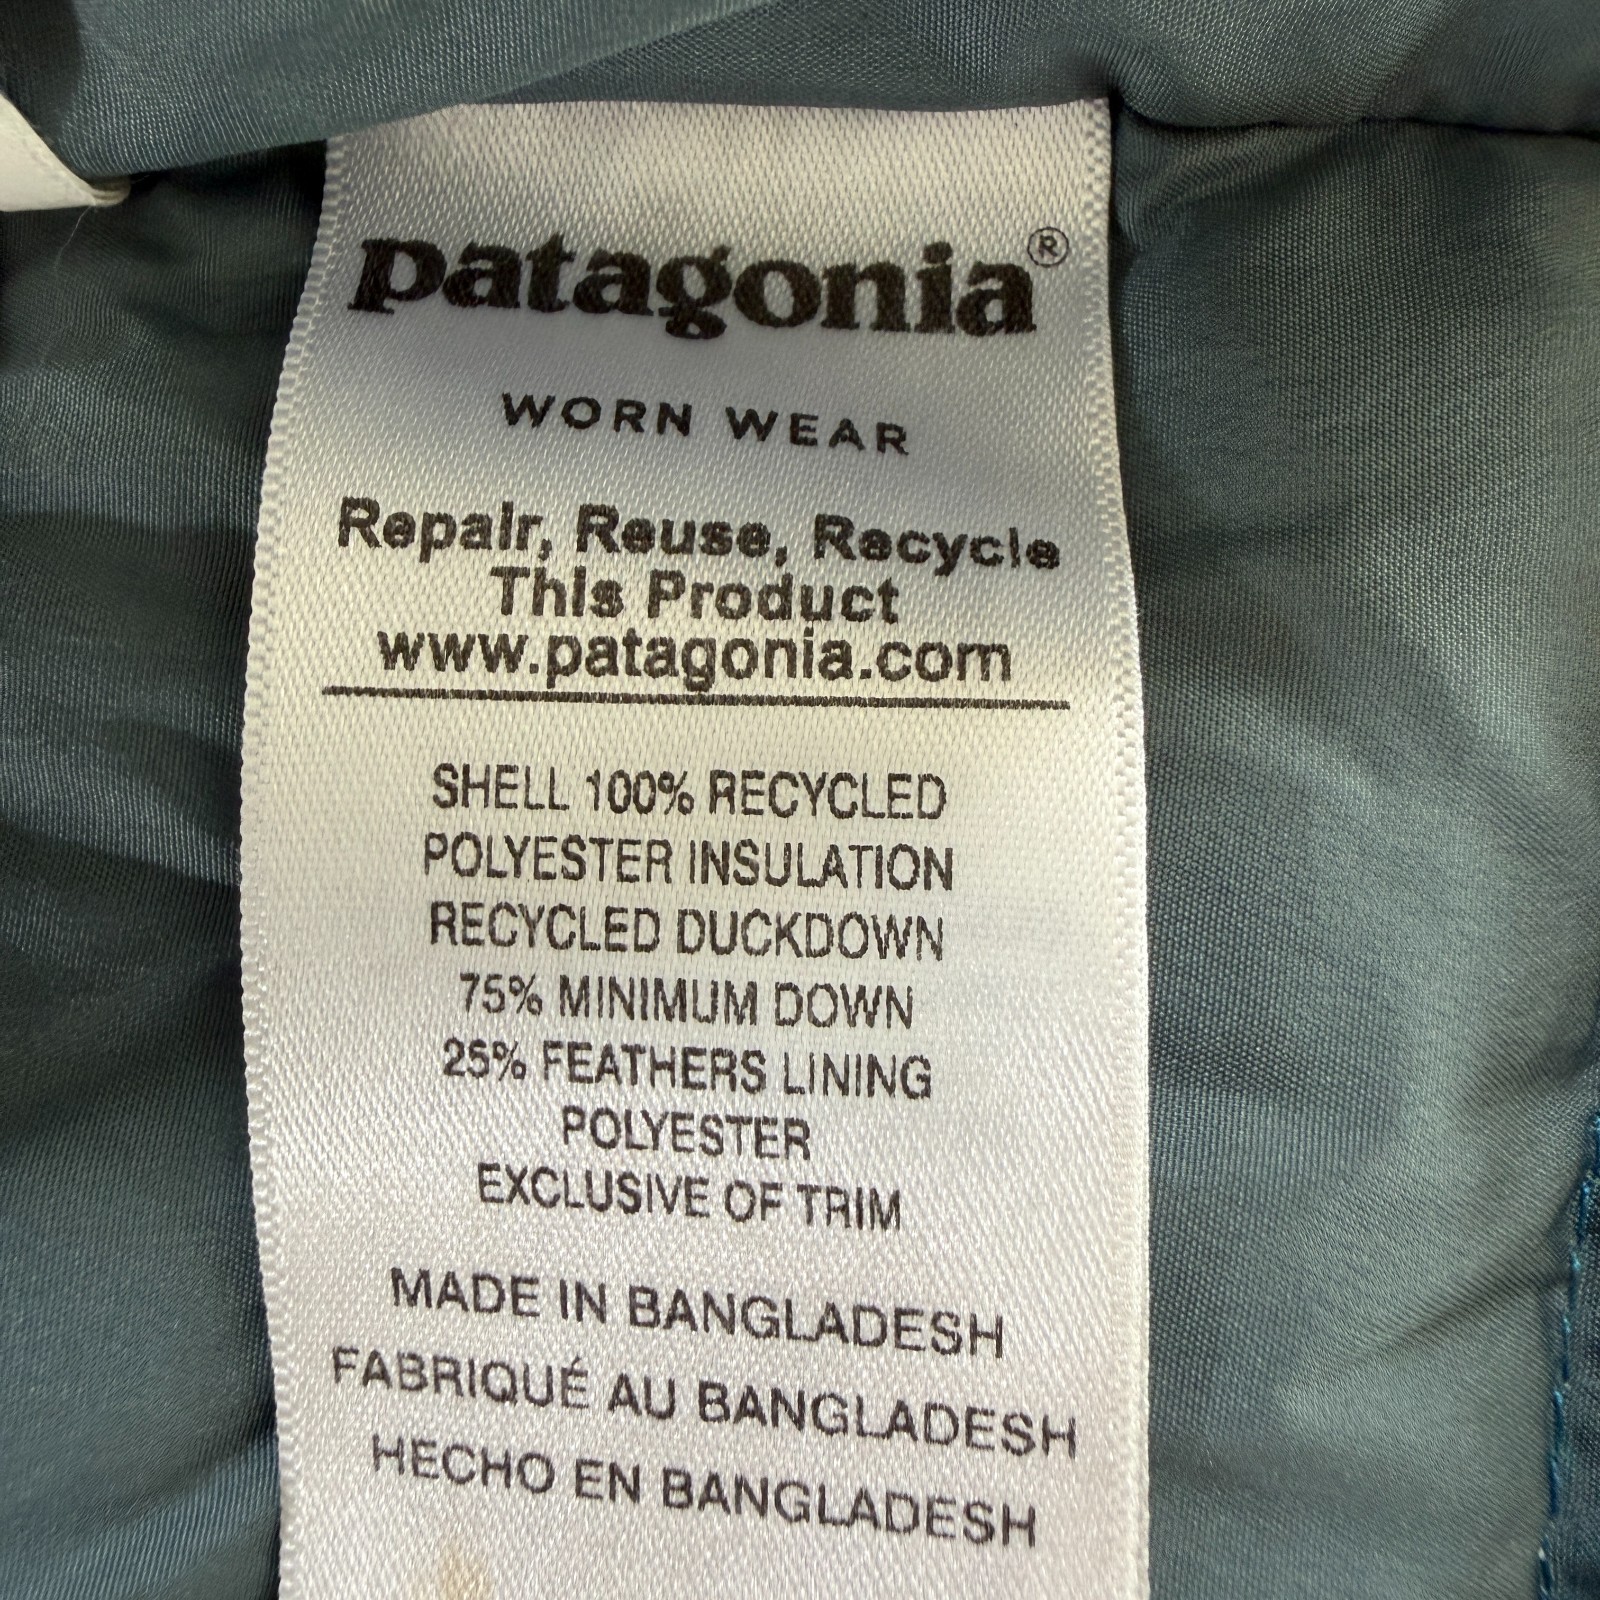 patagonia®
WORN WEAR
Repair, Reuse, Recycle
This Product
www.patagonia.com
SHELL 100% RECYCLED
POLYESTER INSULATION
RECYCLED DUCKDOWN
75% MINIMUM DOWN
25% FEATHERS LINING
POLYESTER
EXCLUSIVE OF TRIM
MADE IN BANGLADESH
FABRIQUÉ AU BANGLADESH
HECHO EN BANGLADESH